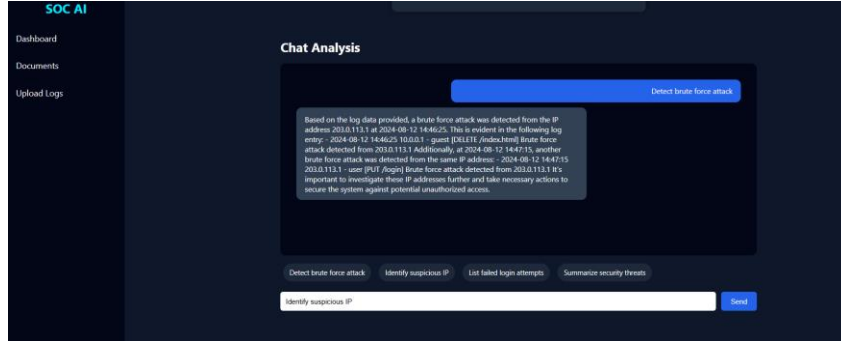 SOC AI
Dashboard
Documents
Upload Logs
Chat Analysis
Detect brute force attack
Based on the log data provided, a brute force attack was detected from the IP
address 203.0.113.1 at 2024-08-12 14:46:25. This is evident in the following log
entry: - 2024-08-12 14:46:25 10.0.0.1 - guest [DELETE /index.html] Brute force
attack detected from 203.0.113.1 Additionally, at 2024-08-12 14:47:15, another
brute force attack was detected from the same IP address: - 2024-08-12 14:47:15
203.0.113.1 - user [PUT /login] Brute force attack detected from 203.0.113.1 It's
important to investigate these IP addresses further and take necessary actions to
secure the system against potential unauthorized access.
Detect brute force attack
Identify suspicious IP
List failed login attempts
Summarize security threats
Identify suspicious IP
Send